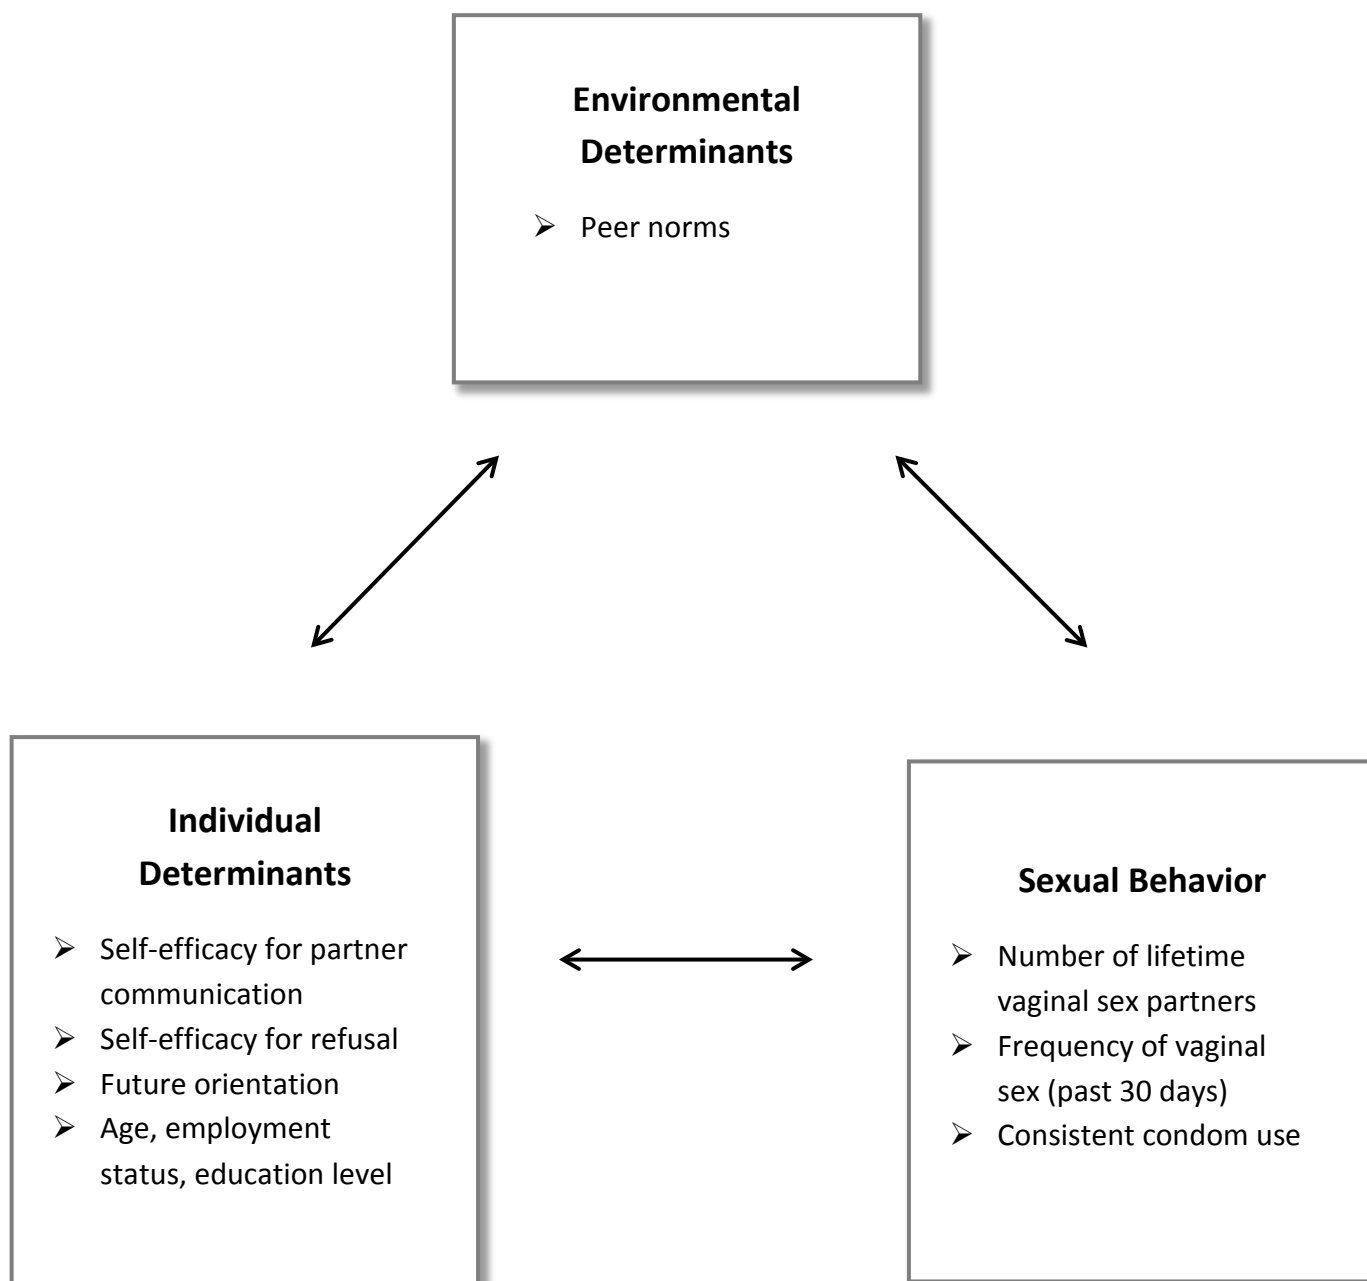 Environmental
Determinants
➢ Peer norms
Individual
Determinants
➢ Self-efficacy for partner
communication
➢ Self-efficacy for refusal
➢ Future orientation
➢ Age, employment
status, education level
Sexual Behavior
➢ Number of lifetime
vaginal sex partners
➢ Frequency of vaginal
sex (past 30 days)
➢ Consistent condom use